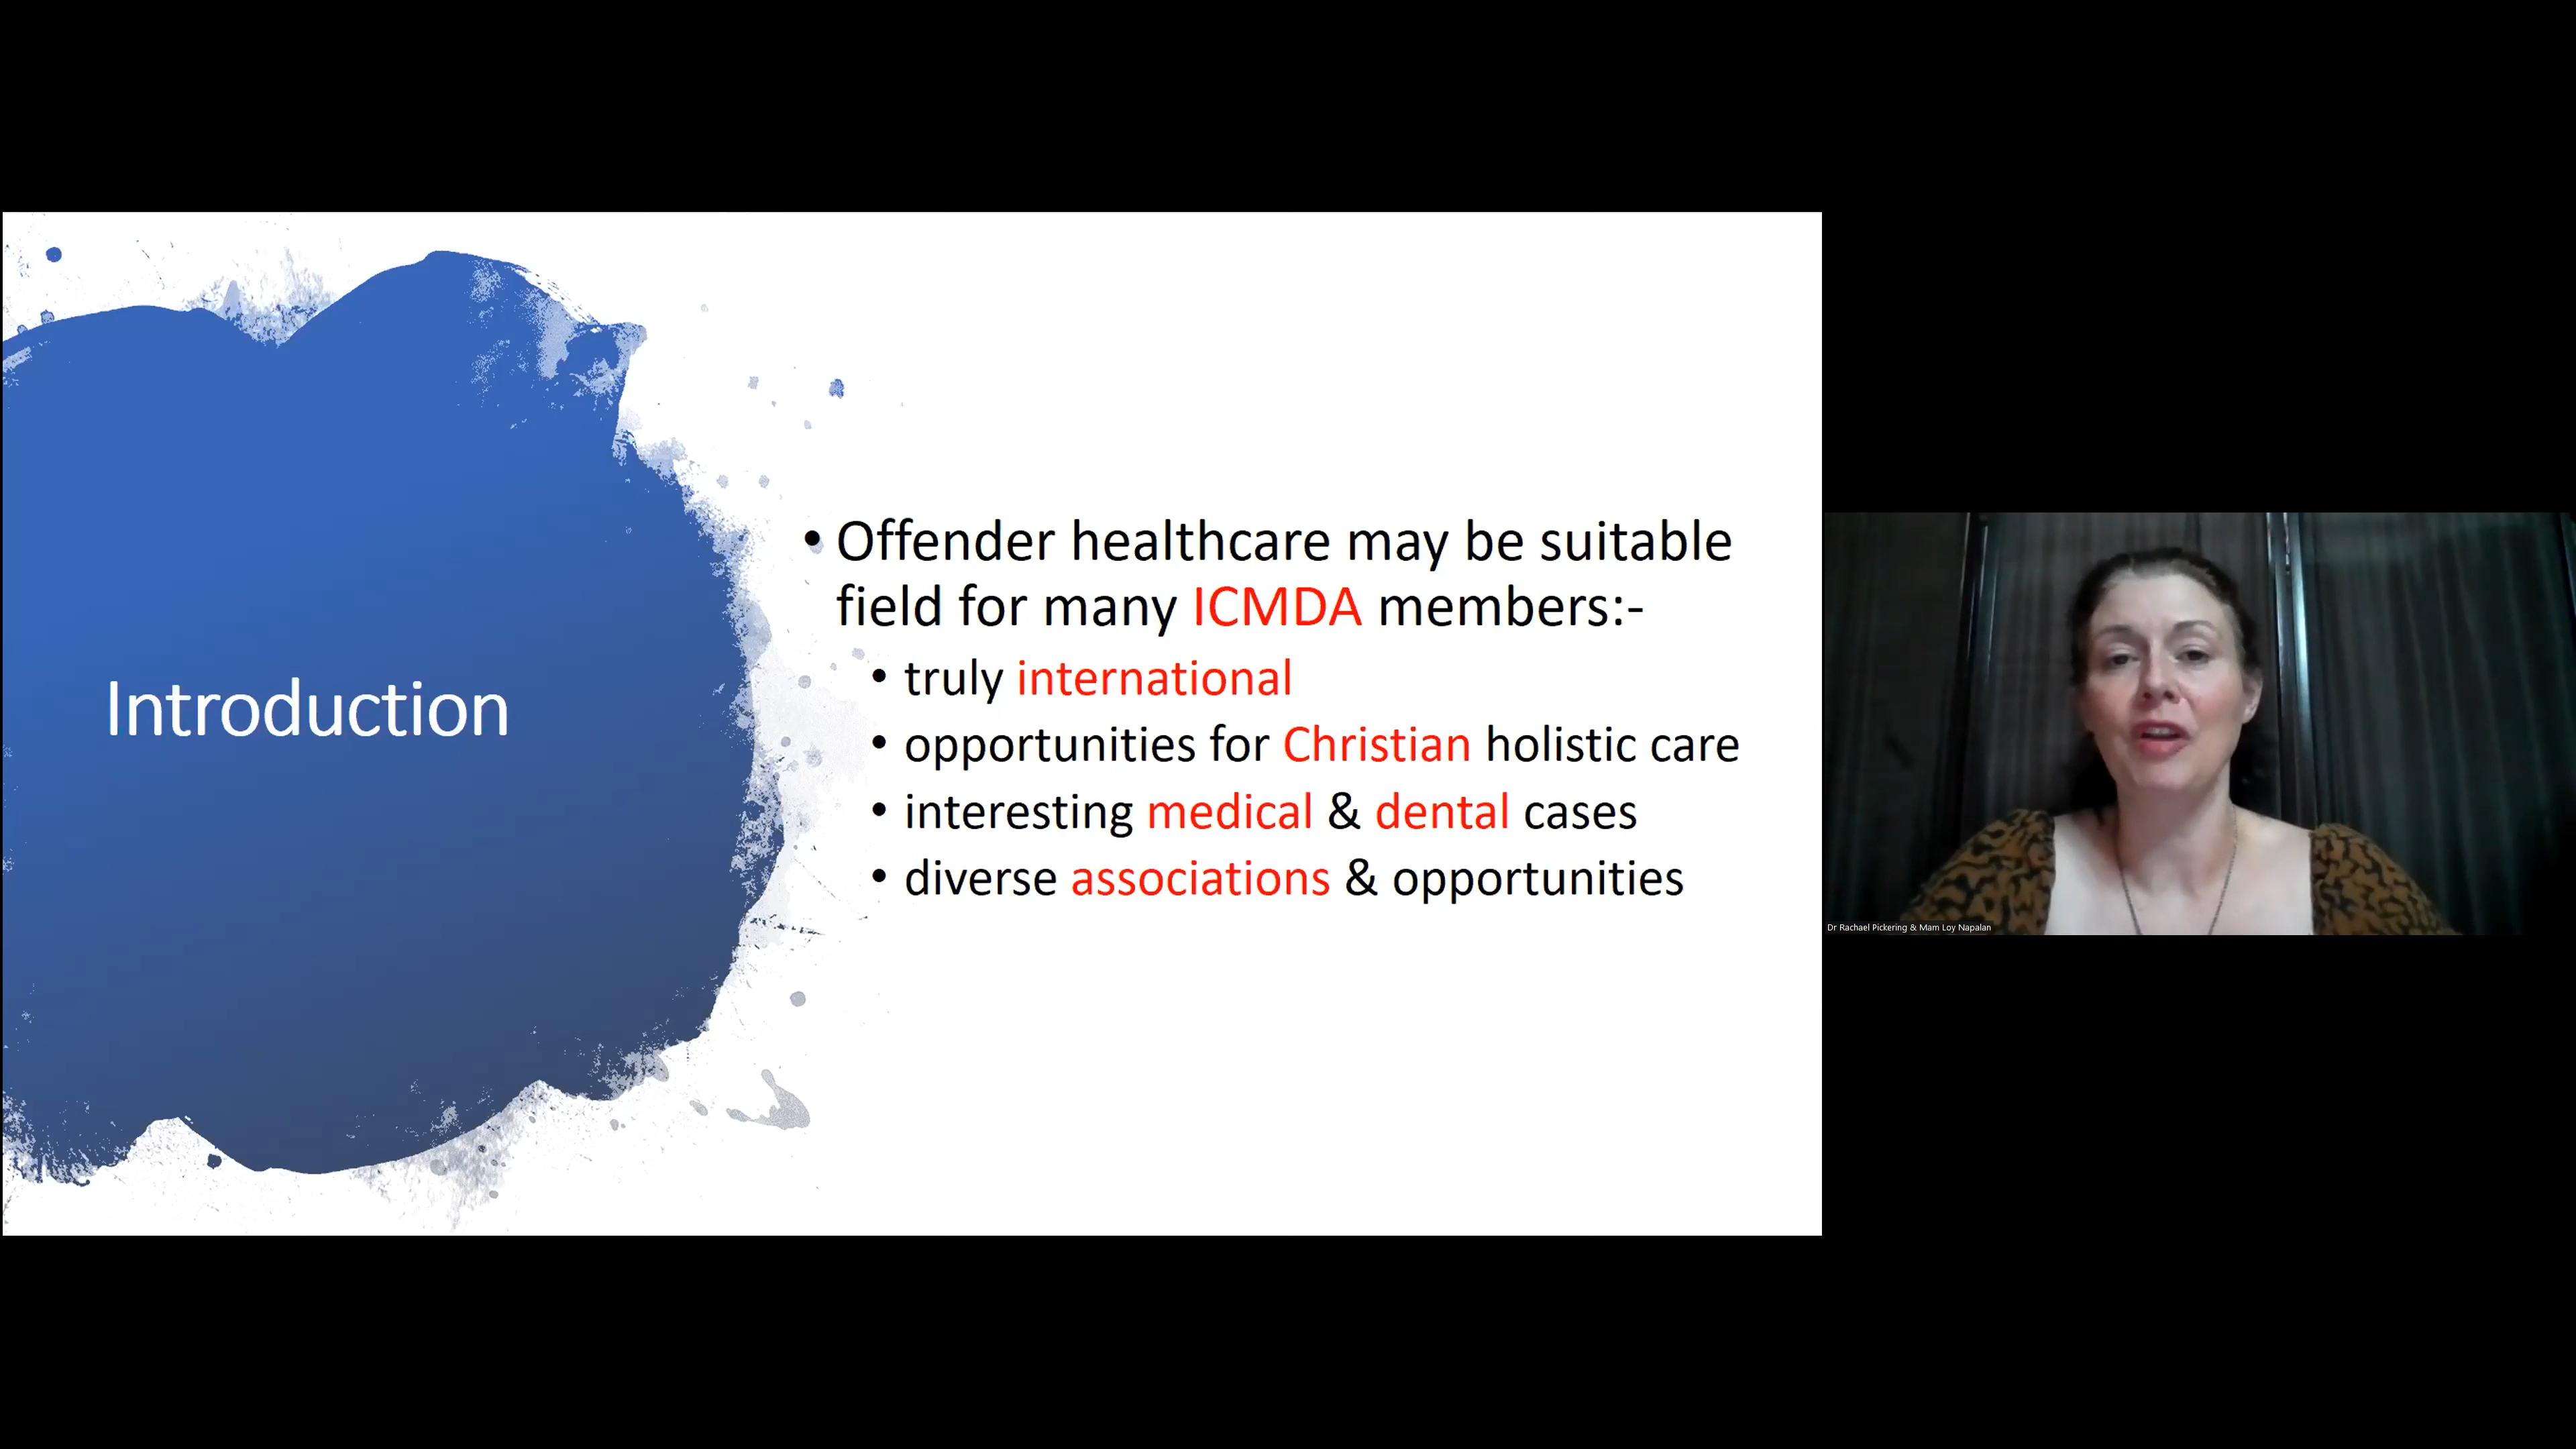 Introduction
• Offender healthcare may be suitable
field for many ICMDA members:-
• truly international
• opportunities for Christian holistic care
• interesting medical & dental cases
• diverse associations & opportunities
Dr Rachael Pickering & Mam Loy Napalan